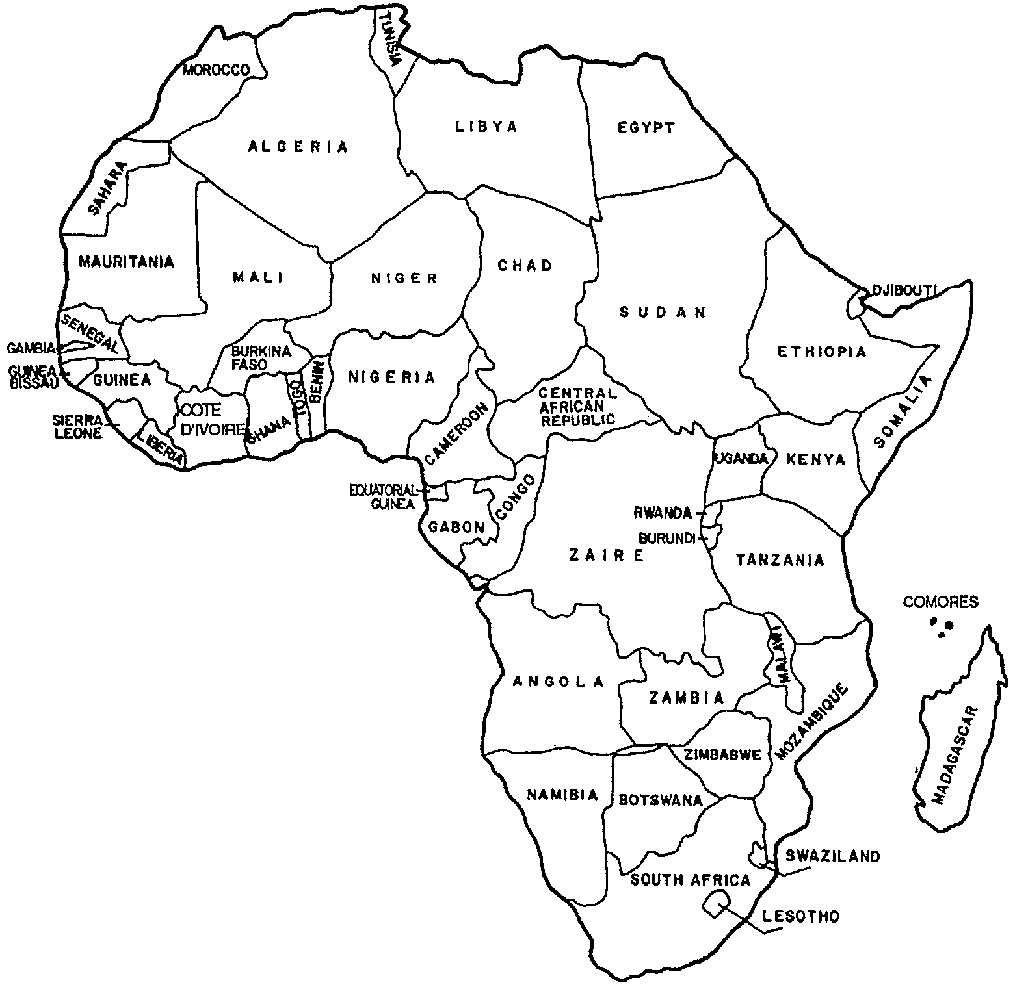 TUNISIA
MOROCCO
LIBYA
EGYPT
ALGERIA
SAHARA
MAURITANIA
MALI
NIGER
CHAD
SUDAN
DJIBOUTI
SENEGAL
GAMBIA
GUINEA
BISSAU
GUINEA
BURKINA
FASO
BENIN
TOGO
NIGERIA
ETHIOPIA
SOMALIA
CENTRAL
AFRICAN
REPUBLIC
SIERRA
LEONE
LIBERIA
COTE
D'IVOIRE
GHANA
CAMEROON
UGANDA
KENYA
EQUATORIAL
GUINEA
GABON
CONGO
RWANDA
BURUNDI
ZAIRE
TANZANIA
COMORES
ANGOLA
ZAMBIA
MALAWI
MOZAMBIQUE
MADAGASCAR
ZIMBABWE
NAMIBIA
BOTSWANA
SWAZILAND
SOUTH AFRICA
LESOTHO